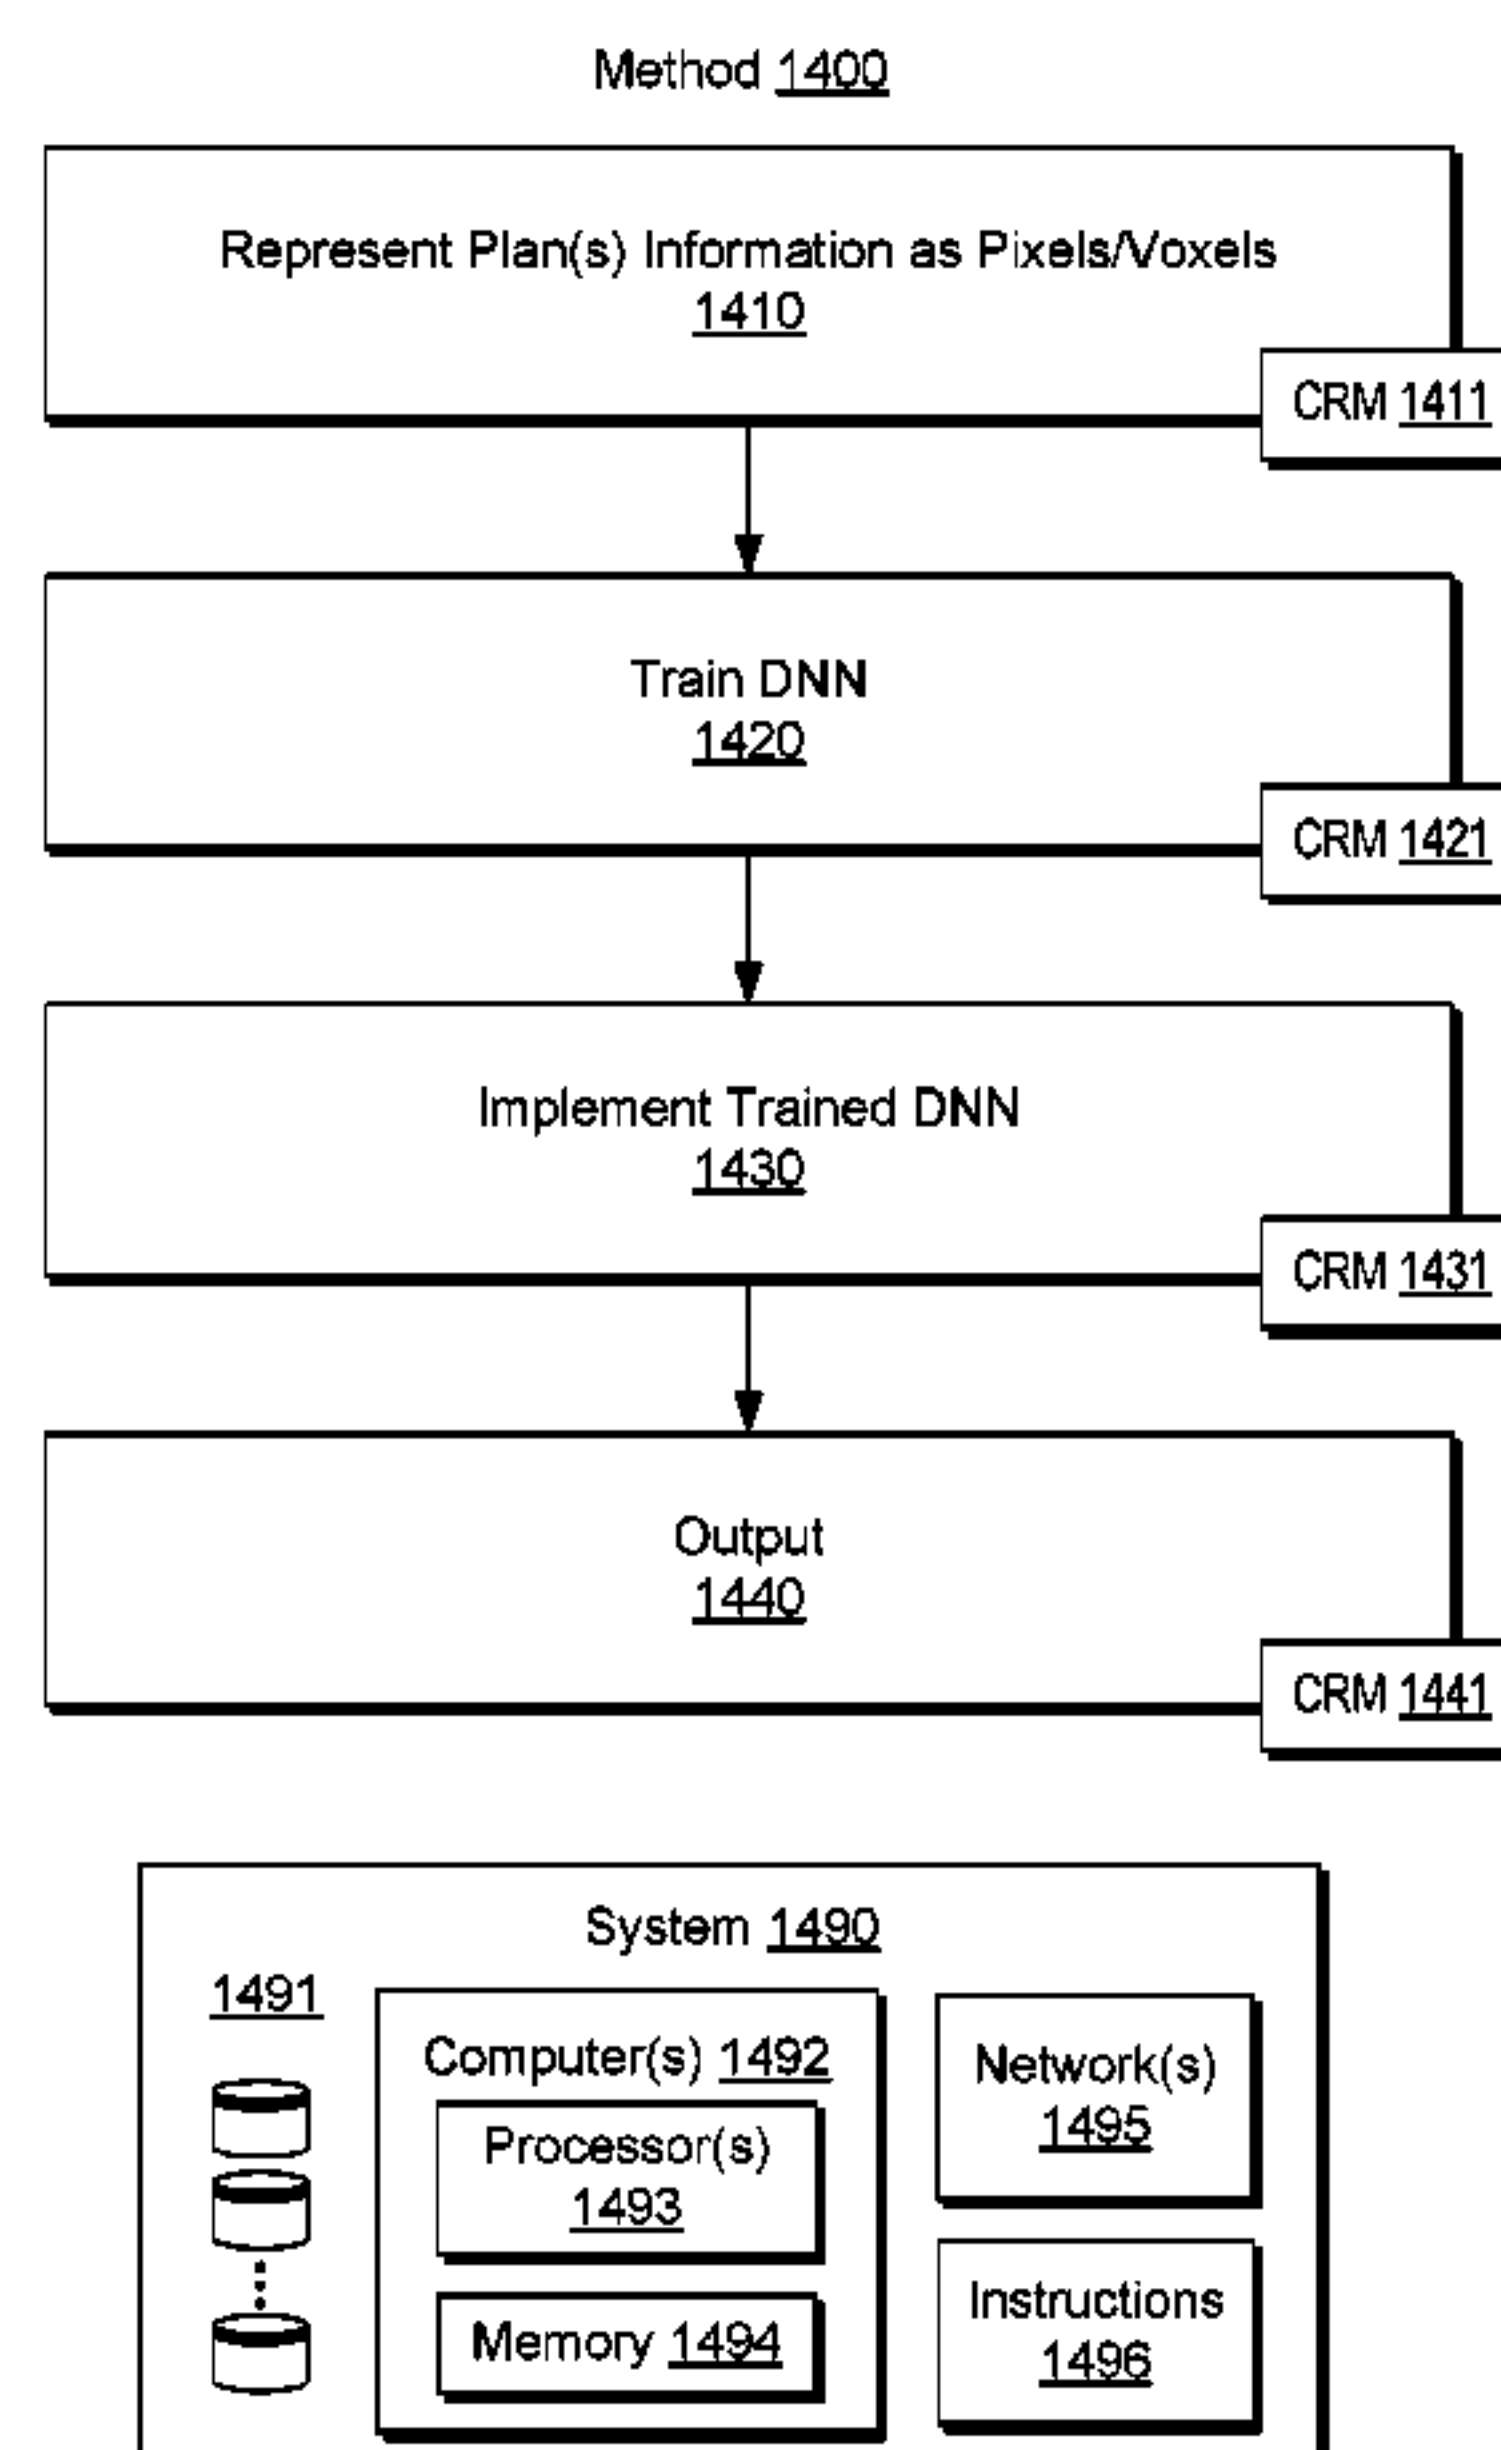 Method 1400
Represent Plan(s) Information as Pixels/Voxels
1410
CRM 1411
Train DNN
1420
CRM 1421
Implement Trained DNN
1430
CRM 1431
Output
1440
CRM 1441
System 1490
1491
Computer(s) 1492
Processor(s)
1493
Memory 1494
Network(s)
1495
Instructions
1496